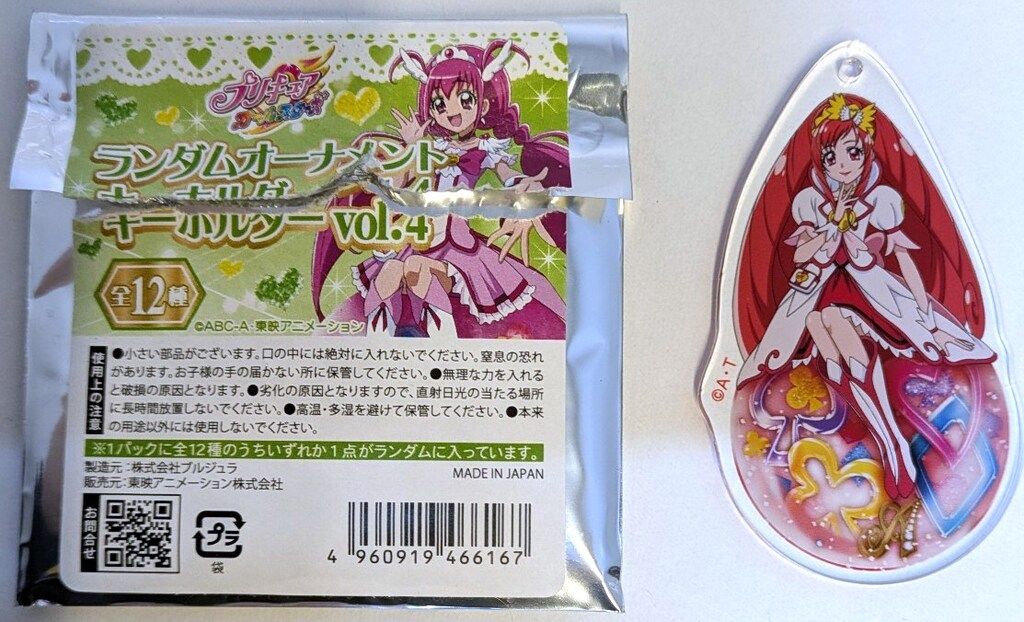 プリキュア
オールスターズ
ランダムオーナメント
キーホルダー vol.4
全12種
©ABC-A・東映アニメーション
使用上の注意
●小さい部品がございます。口の中には絶対に入れないでください。窒息の恐れ
があります。お子様の手の届かない所に保管してください。●無理な力を入れる
と破損の原因となります。●劣化の原因となりますので、直射日光の当たる場所
に長時間放置しないでください。●高温・多湿を避けて保管してください。●本来
の用途以外には使用しないでください。
※1パックに全12種のうちいずれか1点がランダムに入っています。
製造元:株式会社プルジュラ
販売元:東映アニメーション株式会社
MADE IN JAPAN
お問合せ
プラ
袋
4 960919 466167
©A・T